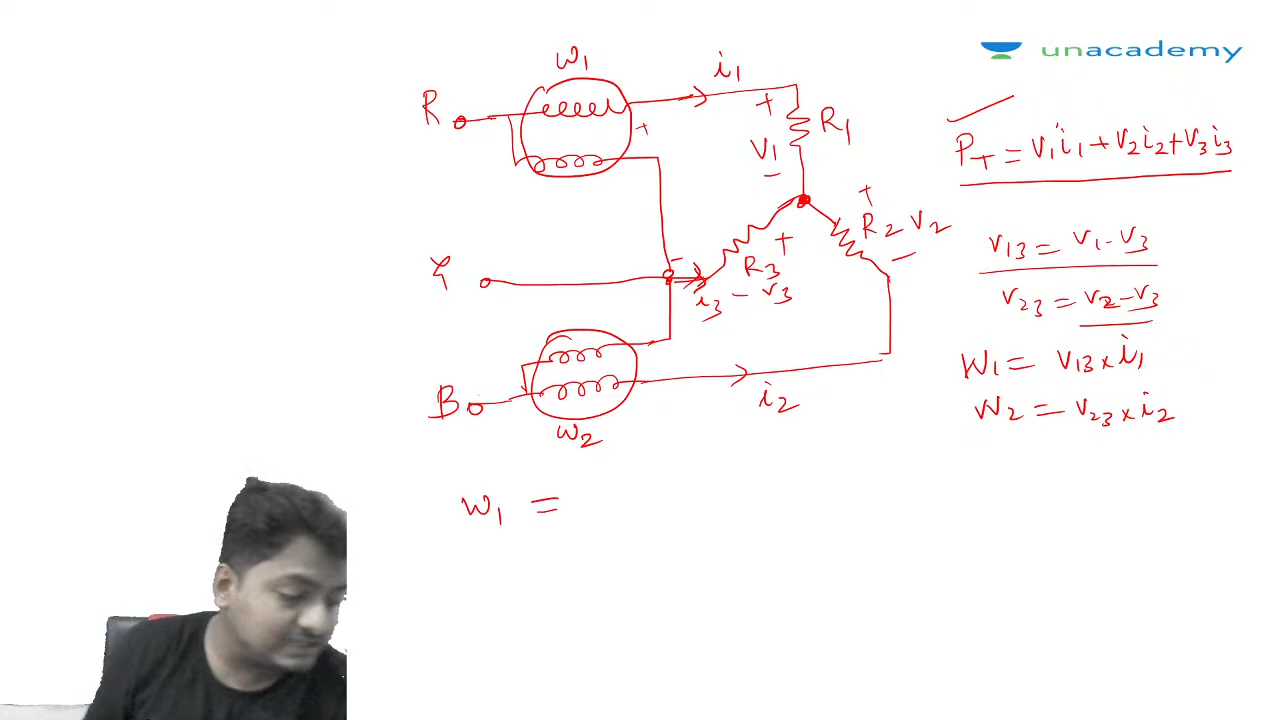 unacademy
W1
i1
R
+
+
R1
V1
-
PT = V1i1+V2i2+V3i3
+
R2 V2
-
V13 = V1-V3
+
R3
-
i3 - V3
V23 = V2-V3
W1 = V13 x i1
B
i2
W2 = V23 x i2
W2
W1 =